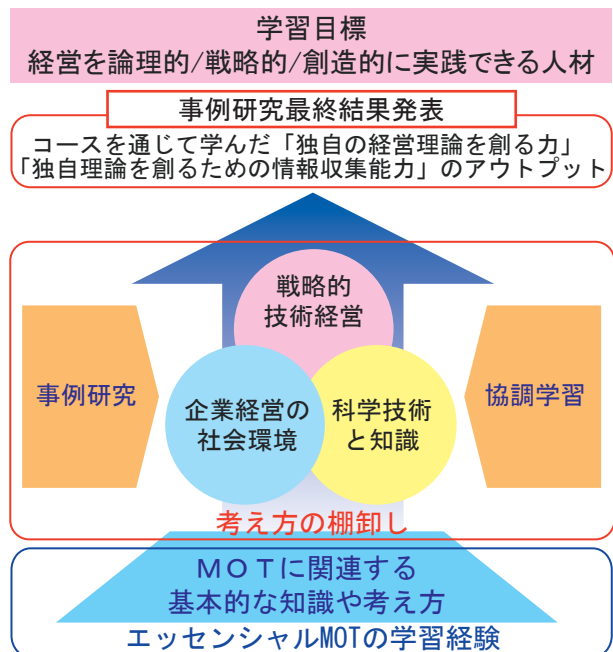 学習目標
経営を論理的/戦略的/創造的に実践できる人材
事例研究最終結果発表
コースを通じて学んだ「独自の経営理論を創る力」
「独自理論を創るための情報収集能力」のアウトプット
戦略的
技術経営
事例研究
企業経営の
社会環境
科学技術
と知識
協調学習
考え方の棚卸し
MOTに関連する
基本的な知識や考え方
エッセンシャルMOTの学習経験